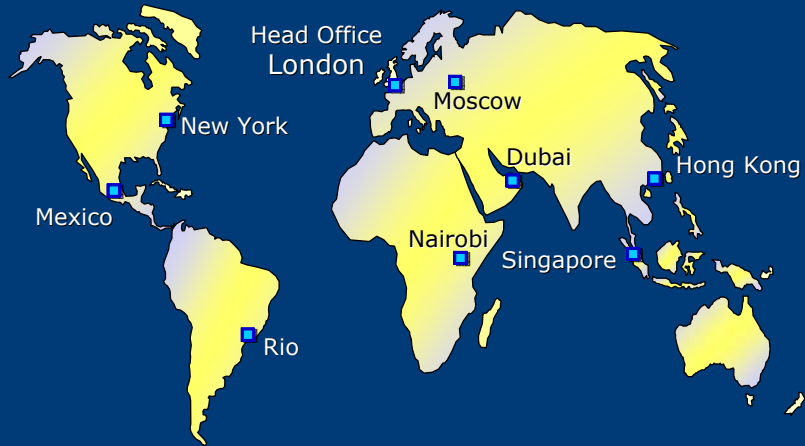 Head Office
London
Moscow
New York
Dubai
Hong Kong
Mexico
Nairobi
Singapore
Rio